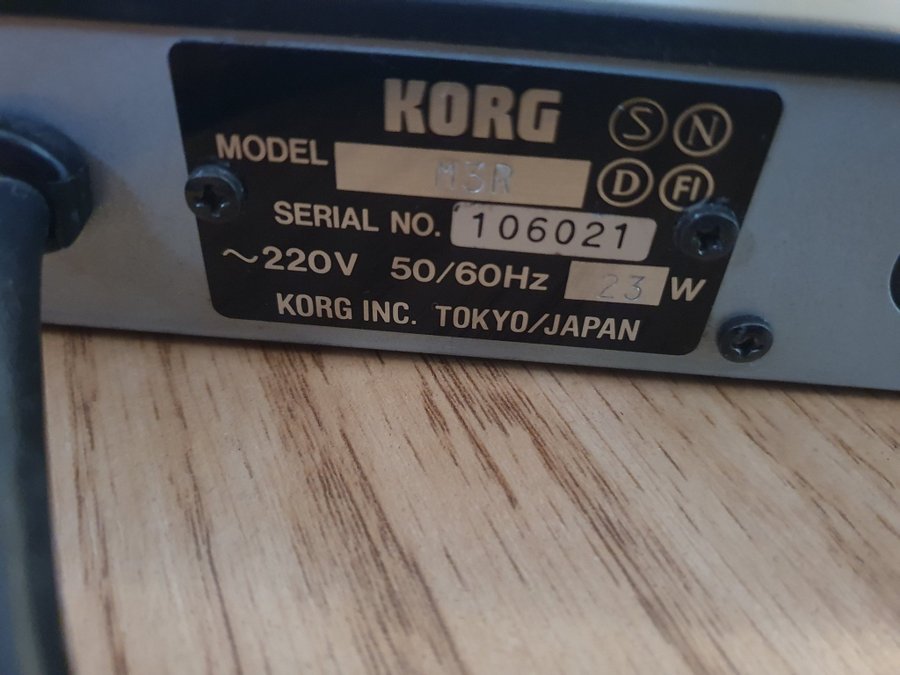 KORG S N
MODEL M3R D FI
SERIAL NO. 106021
~220V 50/60Hz 23 W
KORG INC. TOKYO/JAPAN